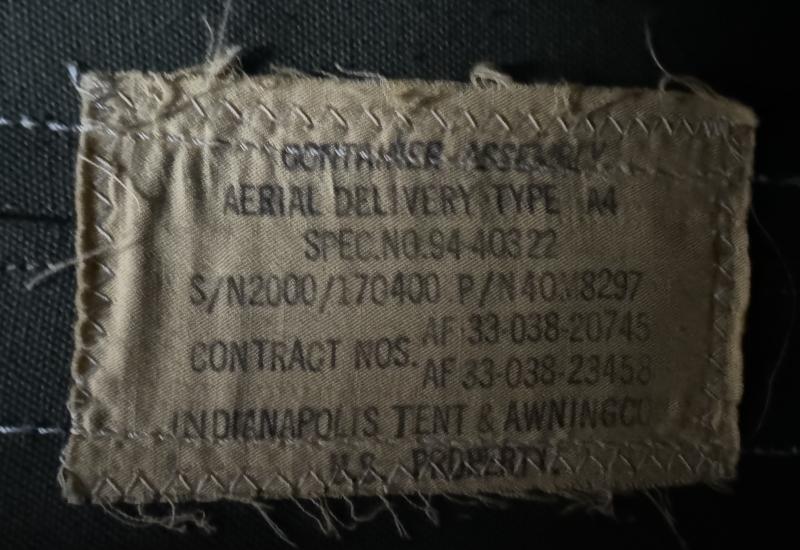 CONTAINER ASSEMBLY
AERIAL DELIVERY TYPE A4
SPEC.NO.94-40322
S/N2000/170400 P/N40M8297
CONTRACT NOS. AF 33-038-20745
AF 33-038-23458
INDIANAPOLIS TENT & AWNING CO
U.S. PROPERTY.